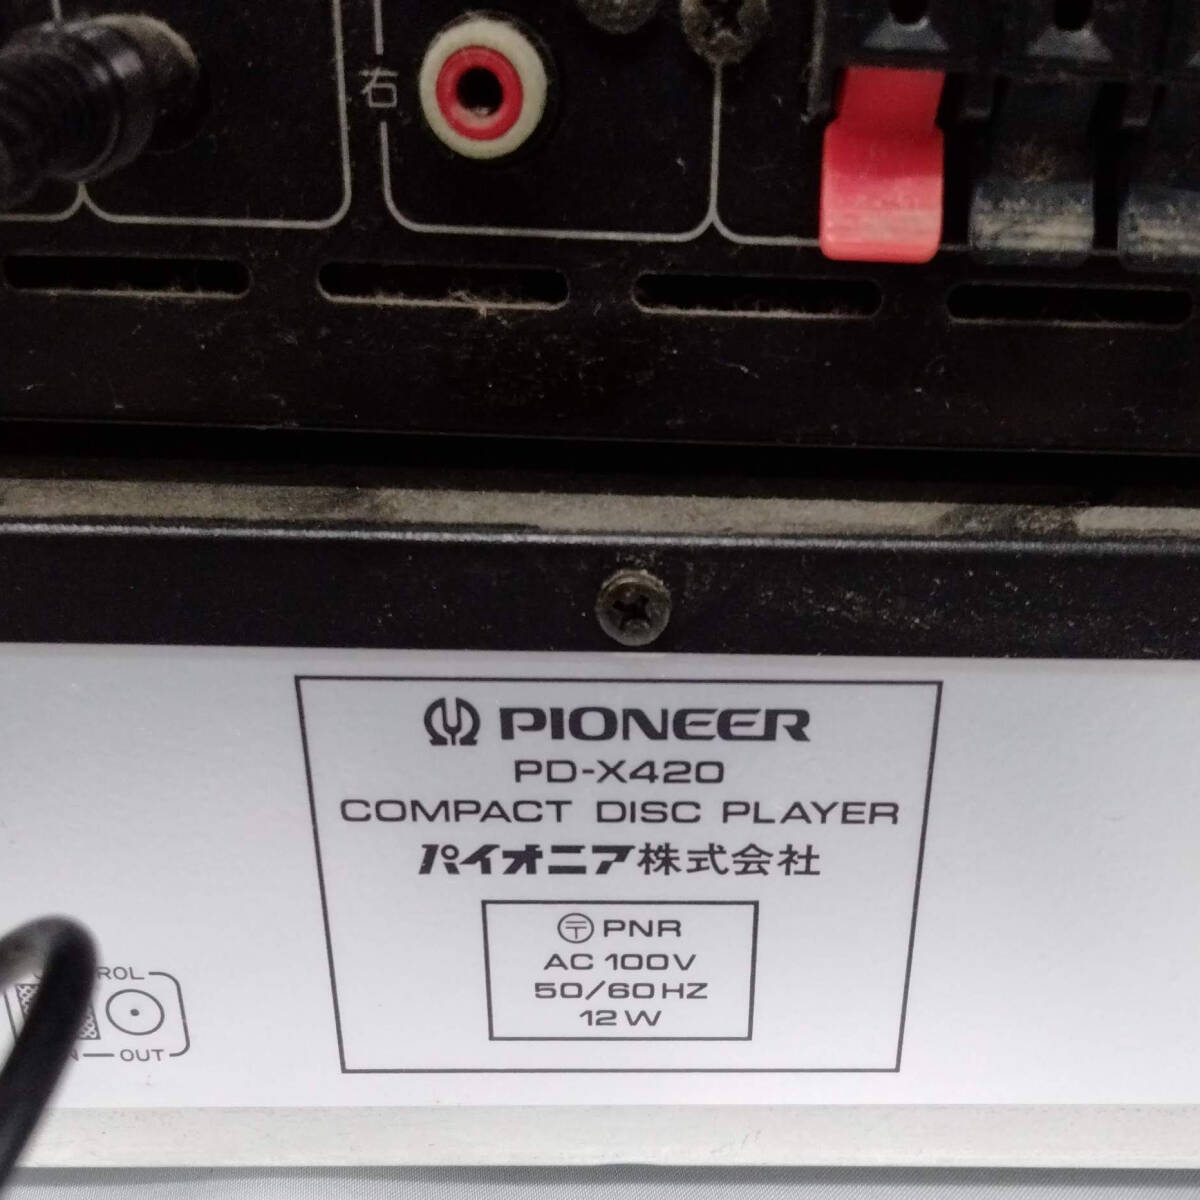 右
PIONEER
PD-X420
COMPACT DISC PLAYER
パイオニア株式会社
〒 PNR
AC 100V
50/60HZ
12W
OUT